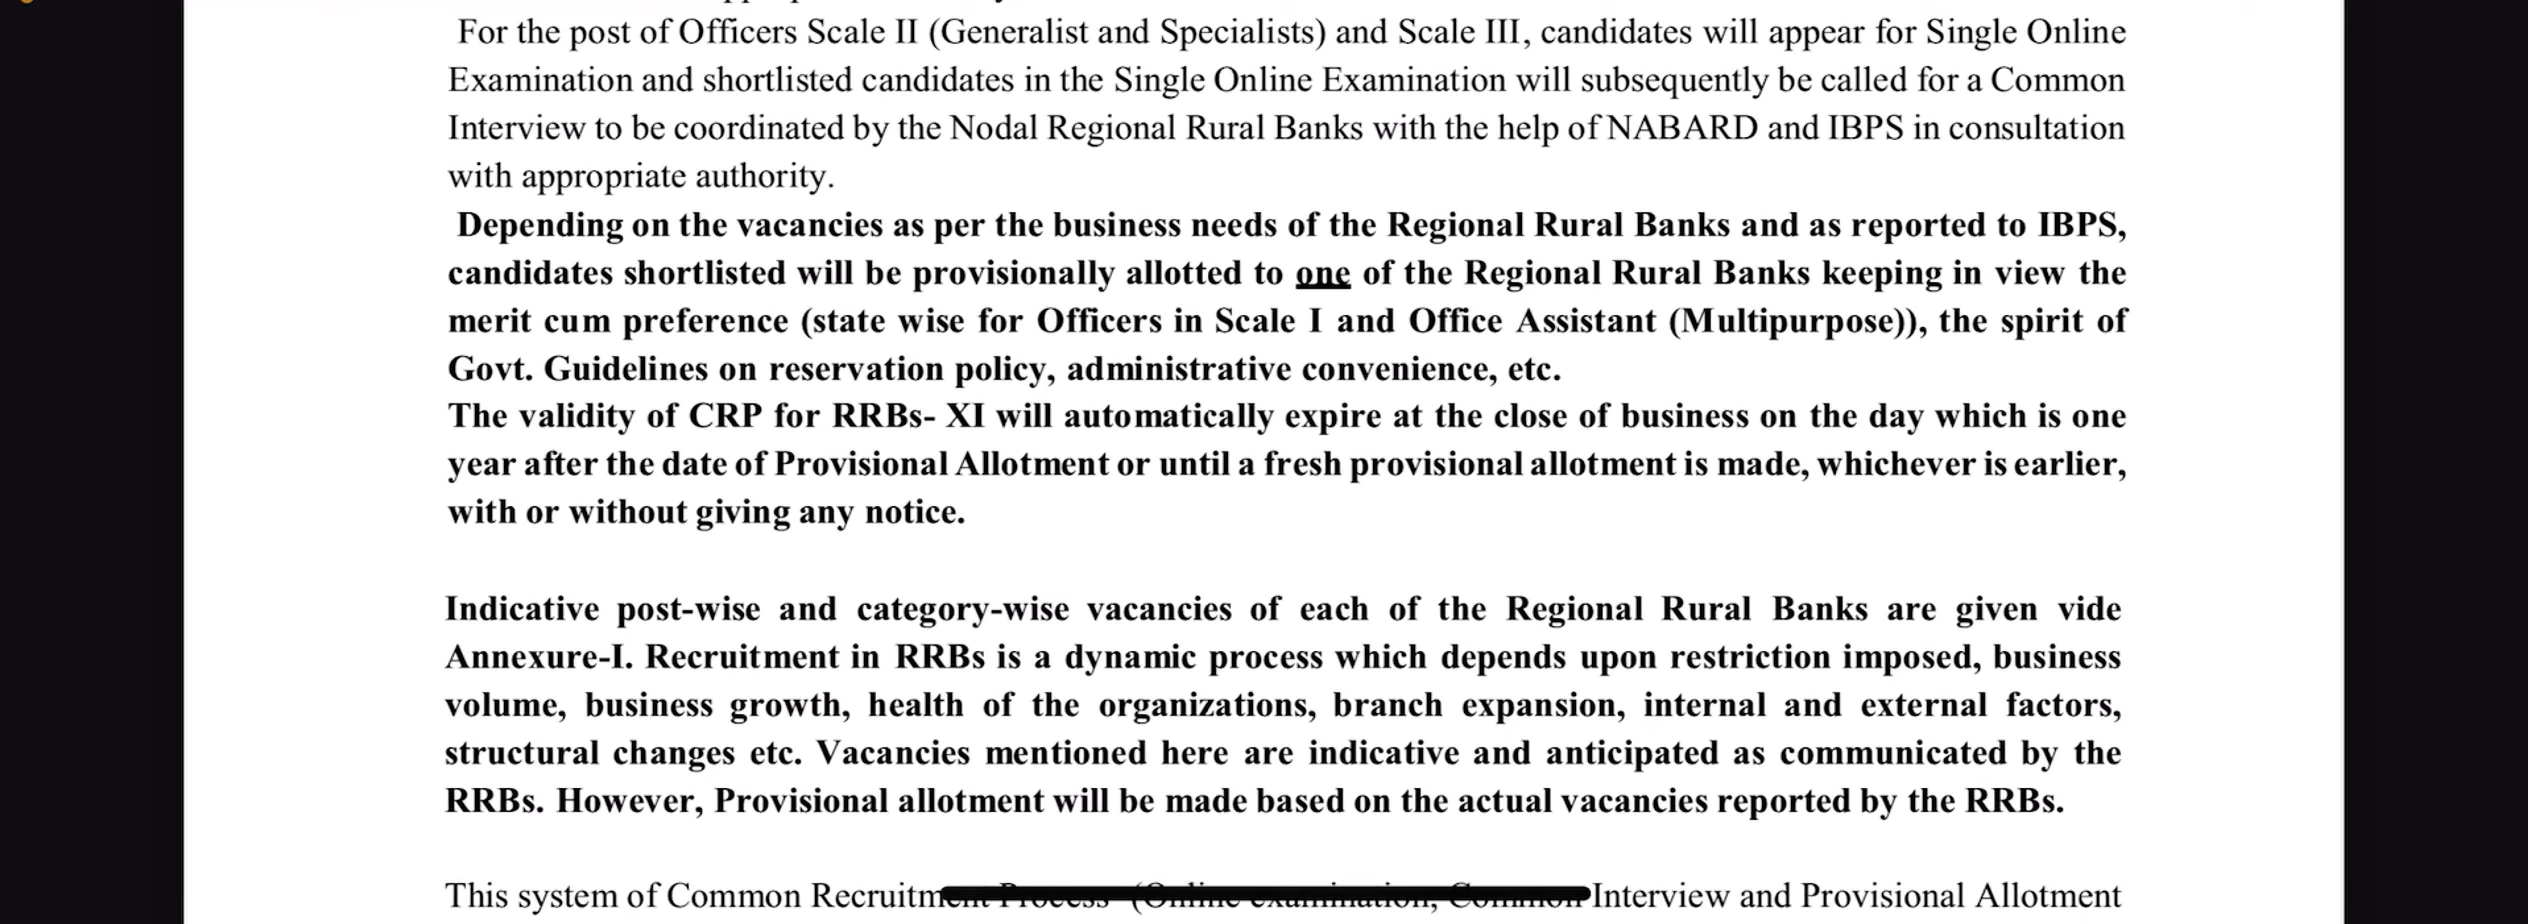 For the post of Officers Scale II (Generalist and Specialists) and Scale III, candidates will appear for Single Online
Examination and shortlisted candidates in the Single Online Examination will subsequently be called for a Common
Interview to be coordinated by the Nodal Regional Rural Banks with the help of NABARD and IBPS in consultation
with appropriate authority.
Depending on the vacancies as per the business needs of the Regional Rural Banks and as reported to IBPS,
candidates shortlisted will be provisionally allotted to one of the Regional Rural Banks keeping in view the
merit cum preference (state wise for Officers in Scale I and Office Assistant (Multipurpose)), the spirit of
Govt. Guidelines on reservation policy, administrative convenience, etc.
The validity of CRP for RRBs- XI will automatically expire at the close of business on the day which is one
year after the date of Provisional Allotment or until a fresh provisional allotment is made, whichever is earlier,
with or without giving any notice.
Indicative post-wise and category-wise vacancies of each of the Regional Rural Banks are given vide
Annexure-I. Recruitment in RRBs is a dynamic process which depends upon restriction imposed, business
volume, business growth, health of the organizations, branch expansion, internal and external factors,
structural changes etc. Vacancies mentioned here are indicative and anticipated as communicated by the
RRBs. However, Provisional allotment will be made based on the actual vacancies reported by the RRBs.
This system of Common Recruitment Process (Online examination, Common Interview and Provisional Allotment